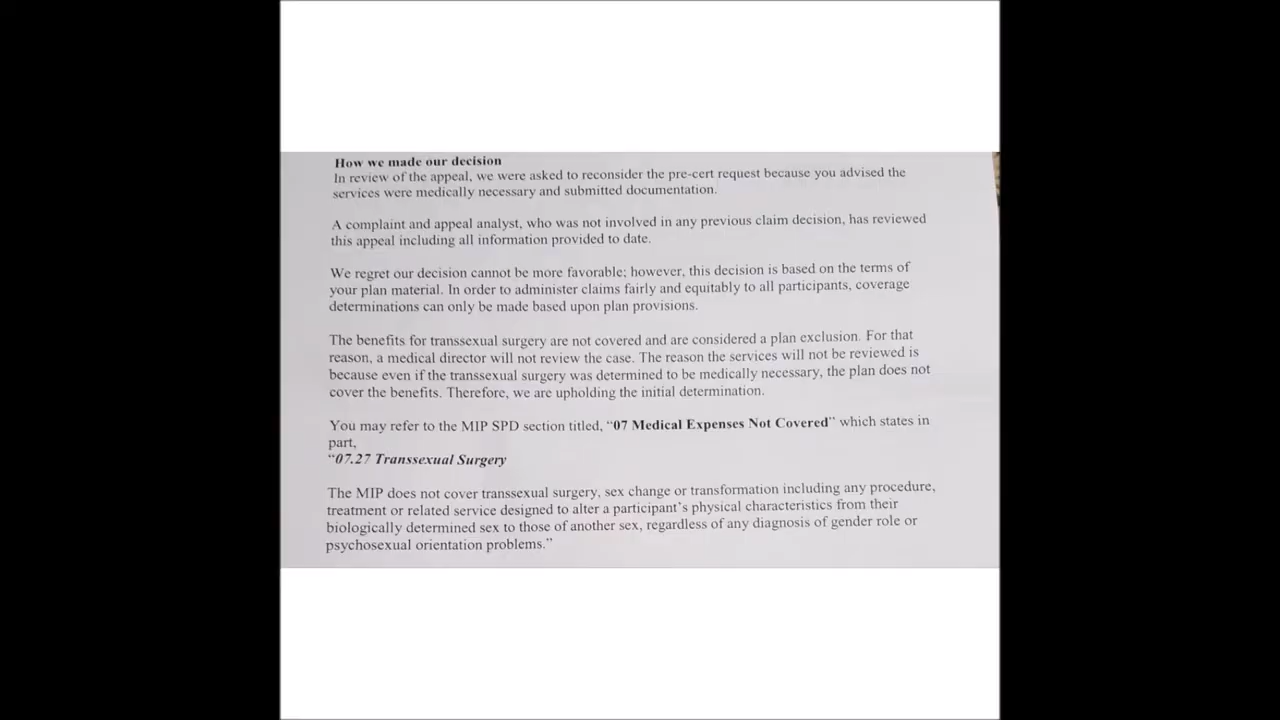 How we made our decision
In review of the appeal, we were asked to reconsider the pre-cert request because you advised the
services were medically necessary and submitted documentation.
A complaint and appeal analyst, who was not involved in any previous claim decision, has reviewed
this appeal including all information provided to date.
We regret our decision cannot be more favorable; however, this decision is based on the terms of
your plan material. In order to administer claims fairly and equitably to all participants, coverage
determinations can only be made based upon plan provisions.
The benefits for transsexual surgery are not covered and are considered a plan exclusion. For that
reason, a medical director will not review the case. The reason the services will not be reviewed is
because even if the transsexual surgery was determined to be medically necessary, the plan does not
cover the benefits. Therefore, we are upholding the initial determination.
You may refer to the MIP SPD section titled, “07 Medical Expenses Not Covered” which states in
part,
“07.27 Transsexual Surgery
The MIP does not cover transsexual surgery, sex change or transformation including any procedure,
treatment or related service designed to alter a participant's physical characteristics from their
biologically determined sex to those of another sex, regardless of any diagnosis of gender role or
psychosexual orientation problems.”